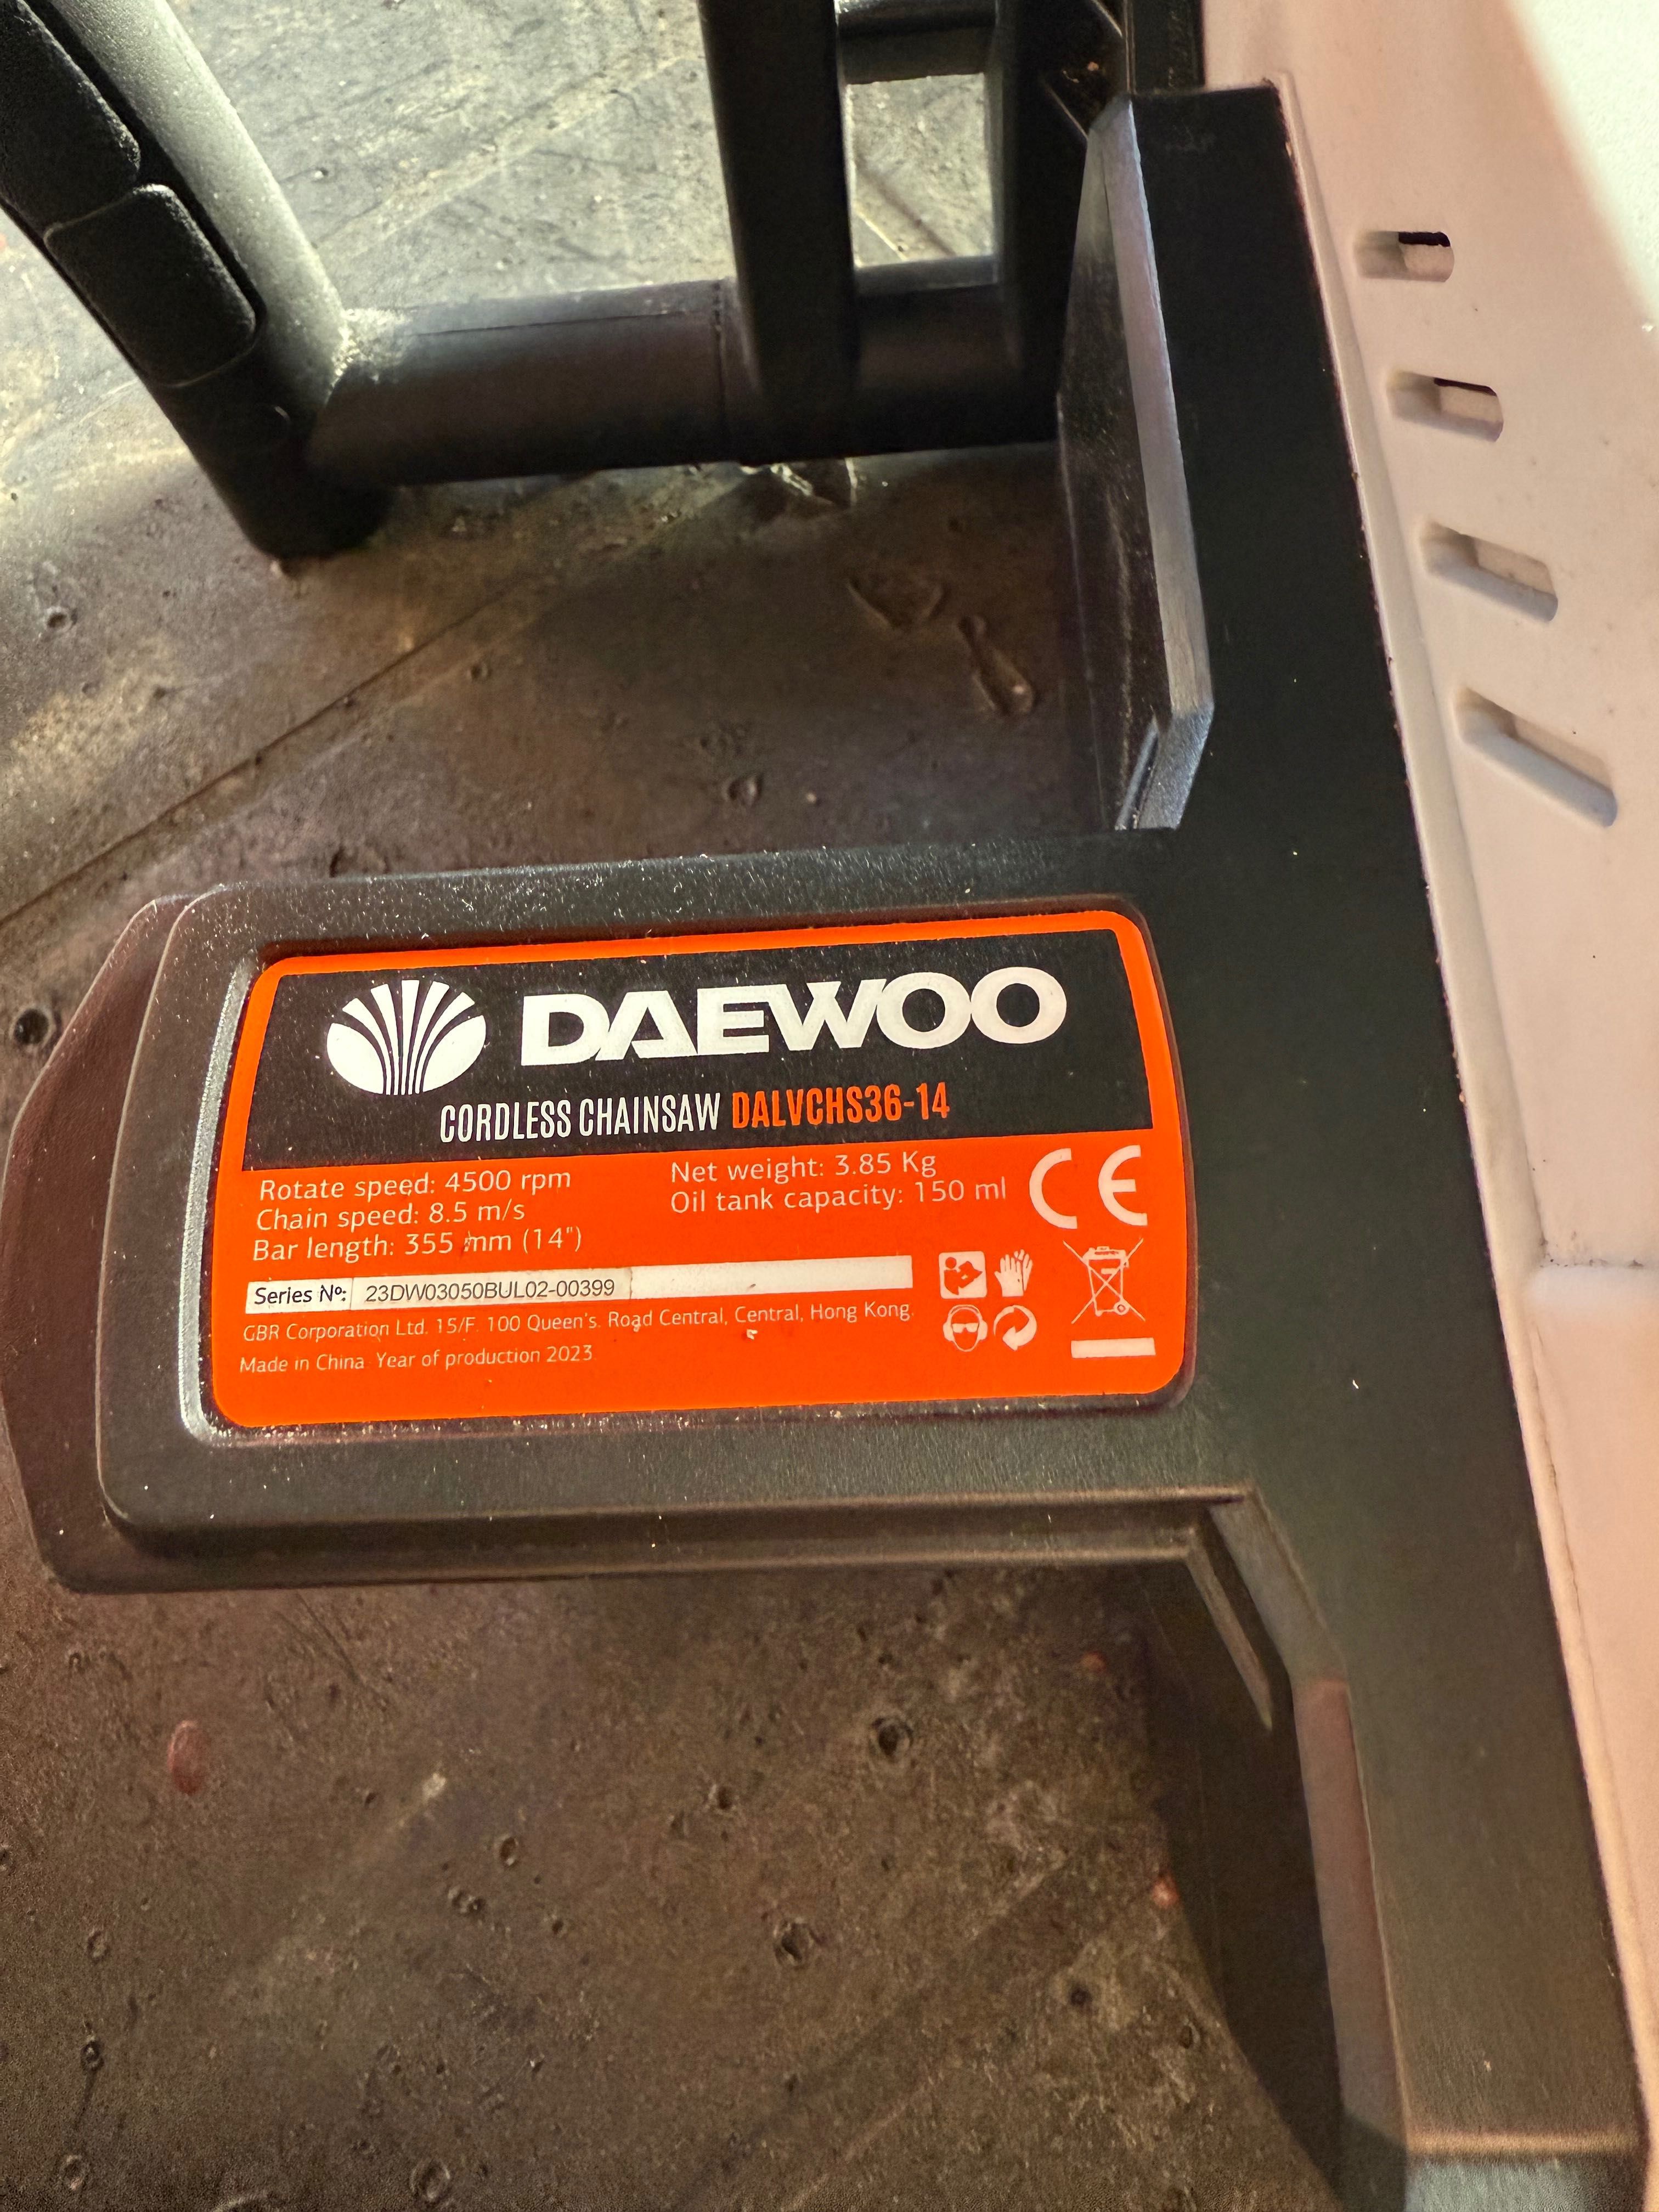 DAEWOO
CORDLESS CHAINSAW DALVCHS36-14
Rotate speed: 4500 rpm
Chain speed: 8.5 m/s
Bar length: 355 mm (14")
Net weight: 3.85 Kg
Oil tank capacity: 150 ml
CE
Series Nº: 23DW03050BUL02-00399
GBR Corporation Ltd. 15/F. 100 Queen's. Road Central, Central, Hong Kong.
Made in China. Year of production 2023.